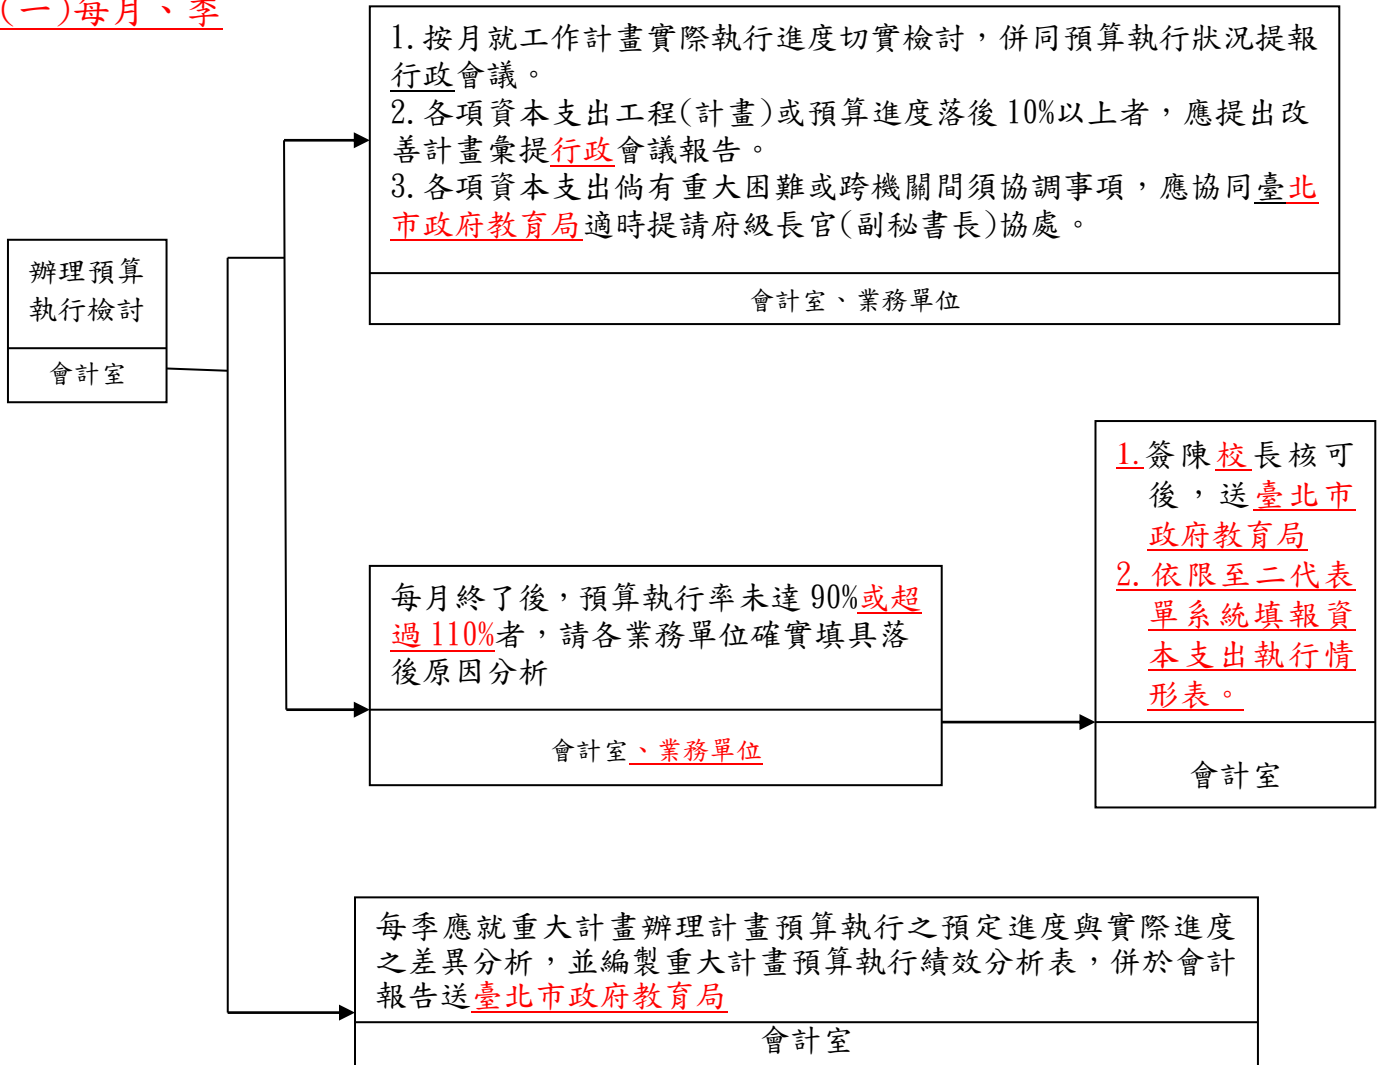 (一)每月、季
1.按月就工作計畫實際執行進度切實檢討，併同預算執行狀況提報
行政會議。
2.各項資本支出工程(計畫)或預算進度落後 10%以上者，應提出改
善計畫彙提行政會議報告。
3.各項資本支出倘有重大困難或跨機關間須協調事項，應協同臺北
市政府教育局適時提請府級長官(副秘書長)協處。
會計室、業務單位
辦理預算
執行檢討
會計室
每月終了後，預算執行率未達 90%或超
過 110%者，請各業務單位確實填具落
後原因分析
會計室、業務單位
1.簽陳校長核可
後，送臺北市
政府教育局
2.依限至二代表
單系統填報資
本支出執行情
形表。
會計室
每季應就重大計畫辦理計畫預算執行之預定進度與實際進度
之差異分析，並編製重大計畫預算執行績效分析表，併於會計
報告送臺北市政府教育局
會計室